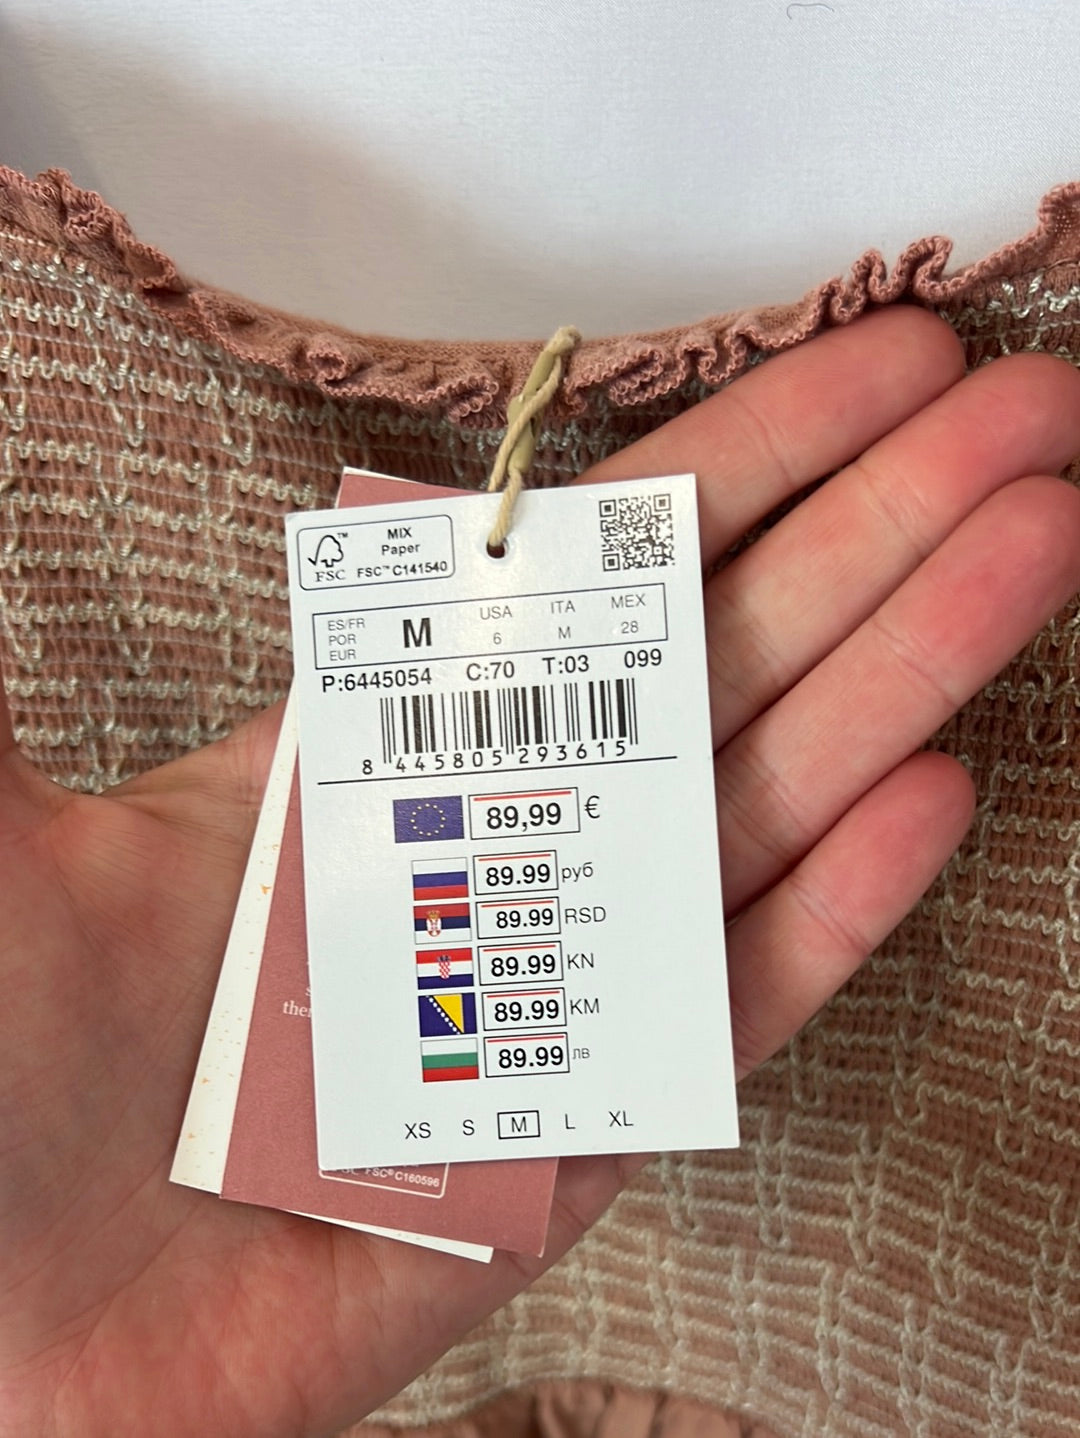 MIX
Paper
FSC™ C141540
FSC
ES/FR
POR
EUR
M
USA
6
ITA
M
MEX
28
P:6445054 C:70 T:03 099
8 445805 293615
89,99 €
89.99 руб
89.99 RSD
89.99 KN
89.99 KM
89.99 лв
XS S M L XL
FSC® C160596